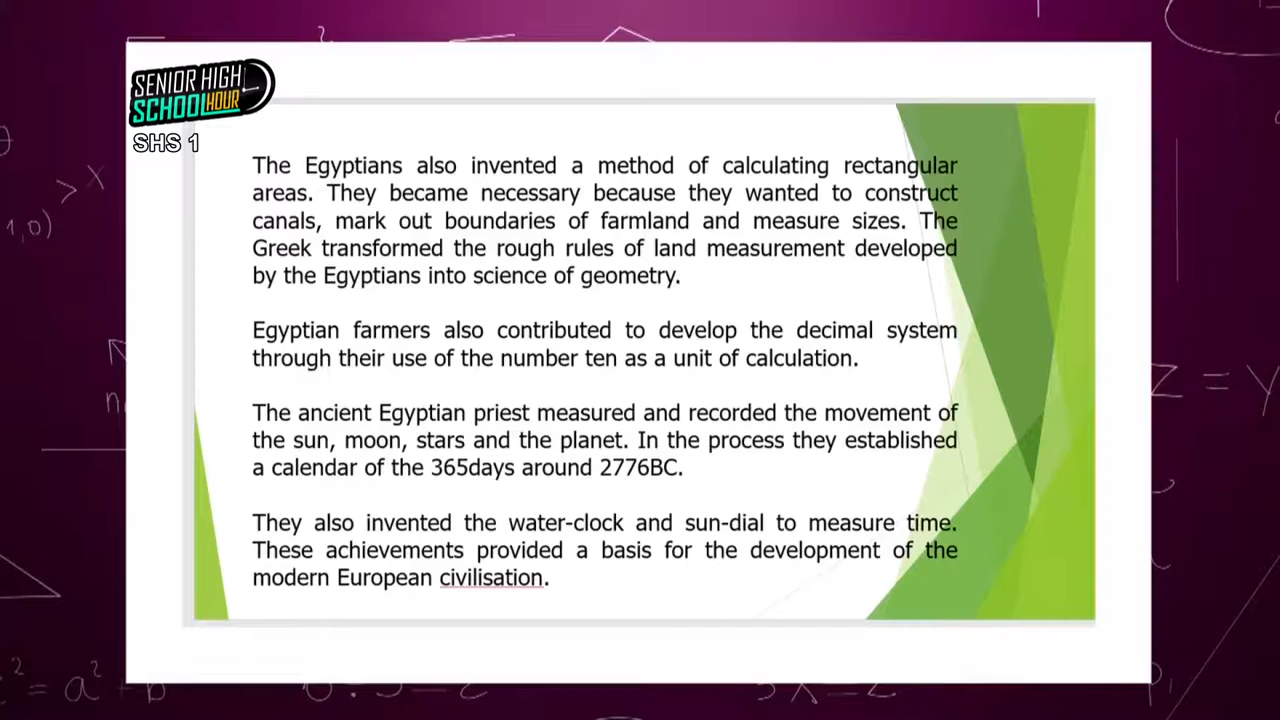 SENIOR HIGH
SCHOOL HOUR
SHS 1
The Egyptians also invented a method of calculating rectangular
areas. They became necessary because they wanted to construct
canals, mark out boundaries of farmland and measure sizes. The
Greek transformed the rough rules of land measurement developed
by the Egyptians into science of geometry.
Egyptian farmers also contributed to develop the decimal system
through their use of the number ten as a unit of calculation.
The ancient Egyptian priest measured and recorded the movement of
the sun, moon, stars and the planet. In the process they established
a calendar of the 365days around 2776BC.
They also invented the water-clock and sun-dial to measure time.
These achievements provided a basis for the development of the
modern European civilisation.